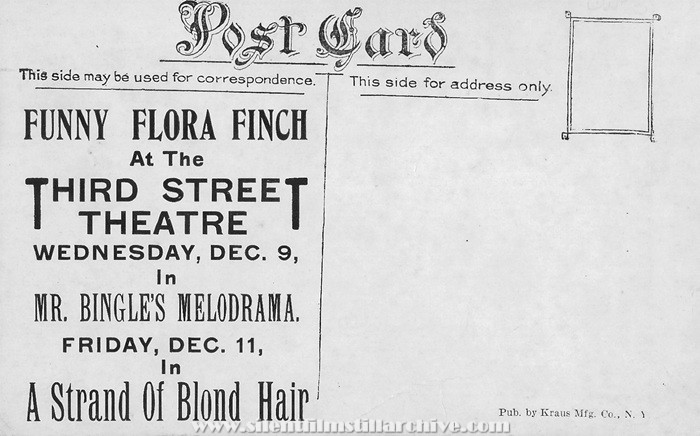 Post Card
This side may be used for correspondence.
This side for address only.
FUNNY FLORA FINCH
At The
THIRD STREET
THEATRE
WEDNESDAY, DEC. 9,
In
MR. BINGLE'S MELODRAMA.
FRIDAY, DEC. 11,
In
A Strand Of Blond Hair
Pub. by Kraus Mfg. Co., N. Y
www.silentfilmstillarchive.com